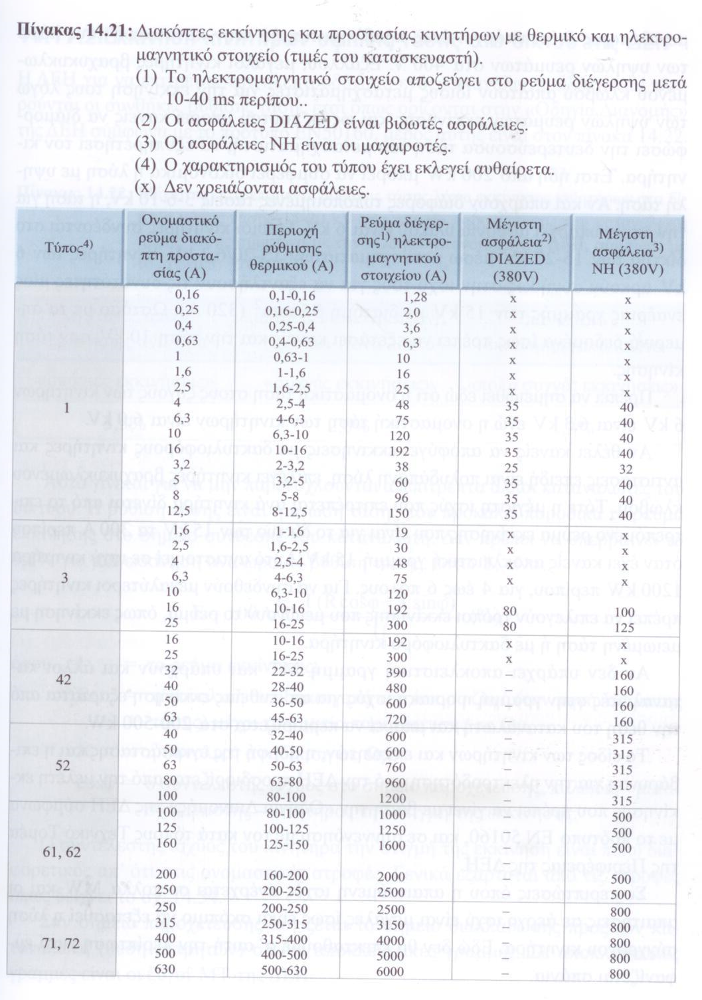 Πίνακας 14.21: Διακόπτες εκκίνησης και προστασίας κινητήρων με θερμικό και ηλεκτρο-
μαγνητικό στοιχείο (τιμές του κατασκευαστή).
(1) Το ηλεκτρομαγνητικό στοιχείο αποζεύγει στο ρεύμα διέγερσης μετά
10-40 ms περίπου..
(2) Οι ασφάλειες DIAZED είναι βιδωτές ασφάλειες.
(3) Οι ασφάλειες NH είναι οι μαχαιρωτές.
(4) Ο χαρακτηρισμός του τύπου έχει εκλεγεί αυθαίρετα.
(x) Δεν χρειάζονται ασφάλειες.
Τύπος4) Ονομαστικό ρεύμα διακό-πτη προστα-σίας (A) Περιοχή ρύθμισης θερμικού (A) Ρεύμα διέγερ-σης1) ηλεκτρο-μαγνητικού στοιχείου (A) Μέγιστη ασφάλεια2) DIAZED (380V) Μέγιστη ασφάλεια3) NH (380V)
1
0,16 0,1-0,16 1,28 x x
0,25 0,16-0,25 2,0
0,4 0,25-0,4 3,6 x x
0,63 0,4-0,63 6,3 x x
1 0,63-1 10 x x
1,6 1-1,6 16 x x
2,5 1,6-2,5 25 x x
4 2,5-4 48 35 40
6,3 4-6,3 75 35 40
10 6,3-10 120 35 40
16 10-16 192 35 40
3,2 2-3,2 38 25 32
5 3,2-5 60 35 40
8 5-8 96 35 40
12,5 8-12,5 150 35 40
3
1,6 1-1,6 19 x x
2,5 1,6-2,5 30 x x
4 2,5-4 48 x x
6,3 4-6,3 75 x x
10 6,3-10 120
16 10-16 192 80 100
25 16-25 300 80 125
42
16 10-16 192 x x
25 16-25 300 x x
32 22-32 390 – 160
40 28-40 480 – 160
50 36-50 600 – 160
63 45-63 720 – 160
52
40 32-40 600 – 315
50 40-50 600 – 315
63 50-63 760 – 315
80 63-80 960 – 315
100 80-100 1200 – 315
61, 62
100 80-100 1000 – 500
125 100-125 1250 – 500
160 125-150 1600 – 500
–
200 160-200 2000 – 500
250 200-250 2500 – 500
71, 72
250 200-250 2500 – 800
315 250-315 3150 – 800
400 315-400 4000 – 800
500 400-500 5000 – 800
630 500-630 6000 – 800